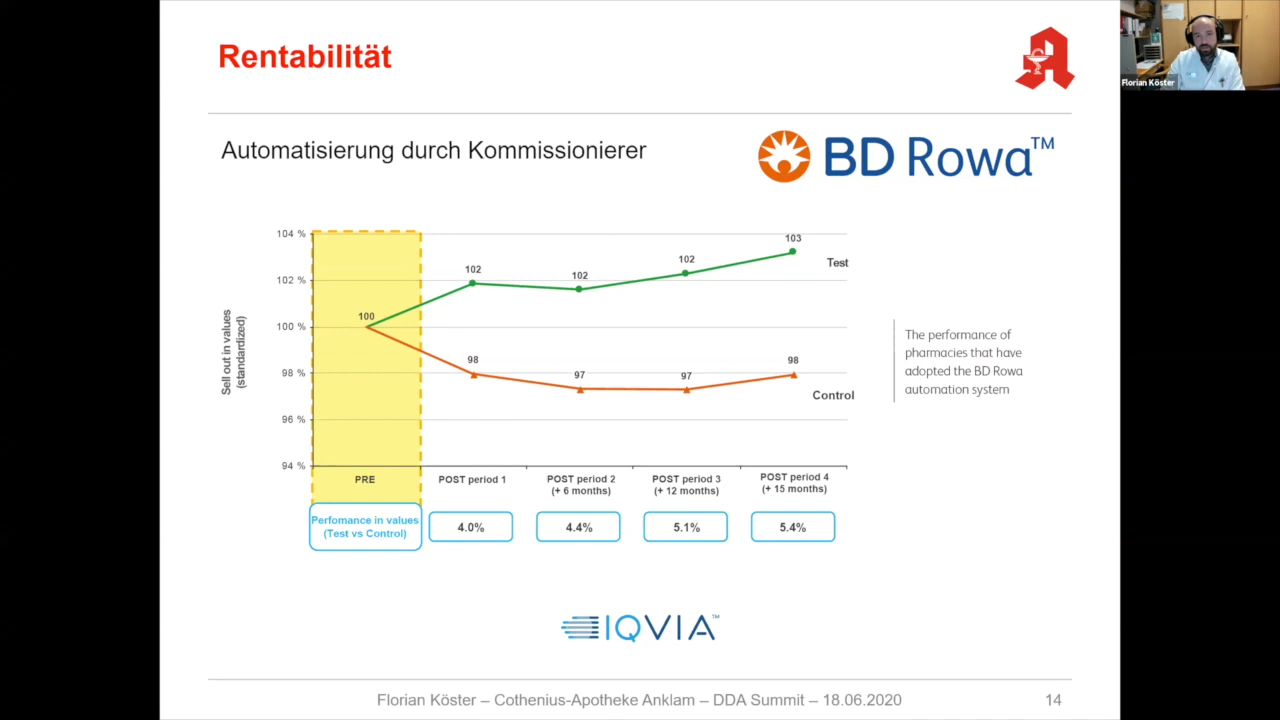 Rentabilität
Florian Köster
Automatisierung durch Kommissionierer
BD Rowa™
Sell out in values
(standardized)
104 %
102 %
100 %
98 %
96 %
94 %
100
102
102
102
103
Test
98
97
97
98
Control
The performance of
pharmacies that have
adopted the BD Rowa
automation system
PRE
POST period 1
POST period 2
(+ 6 months)
POST period 3
(+ 12 months)
POST period 4
(+ 15 months)
Perfomance in values
(Test vs Control)
4.0%
4.4%
5.1%
5.4%
IQVIA™
Florian Köster – Cothenius-Apotheke Anklam – DDA Summit – 18.06.2020
14